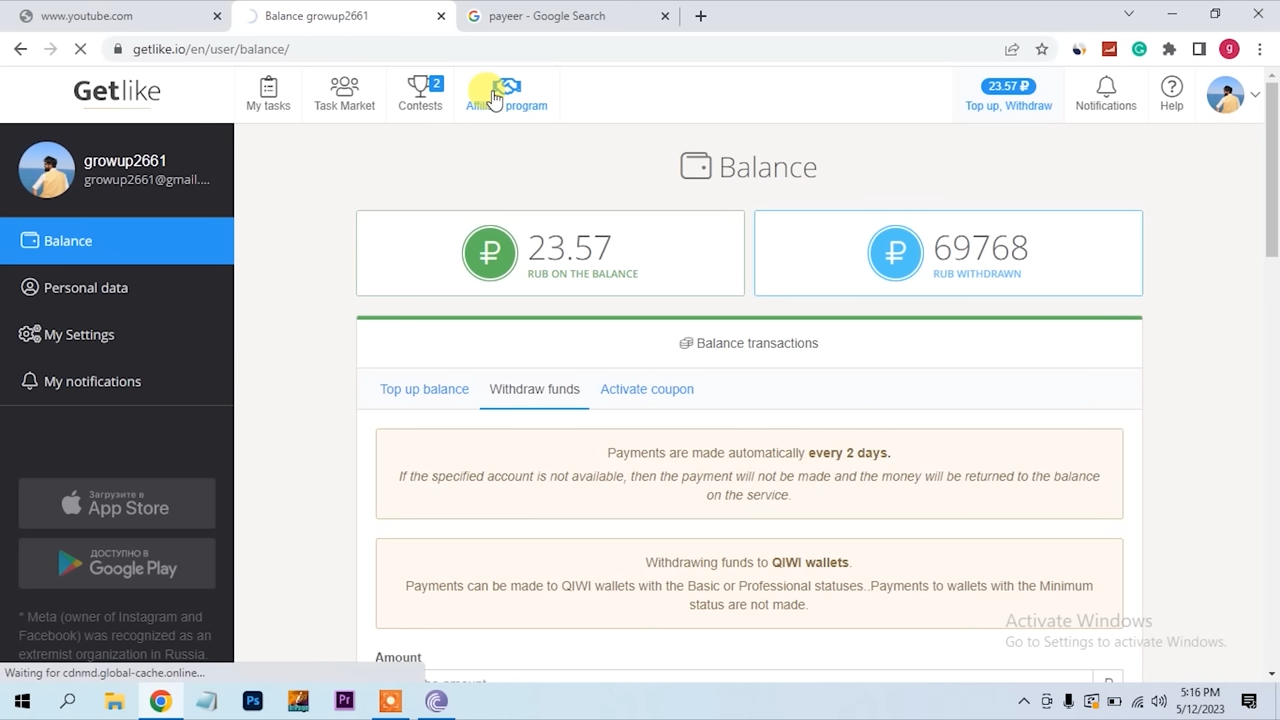 www.youtube.com
Balance growup2661
payeer - Google Search
getlike.io/en/user/balance/
g
Getlike
My tasks
Task Market
2
Contests
program
23.57 ₽
Top up, Withdraw
Notifications
Help
growup2661
growup2661@gmail....
Balance
Personal data
My Settings
My notifications
Загрузите в
App Store
ДОСТУПНО В
Google Play
* Meta (owner of Instagram and
Facebook) was recognized as an
extremist organization in Russia.
Balance
₽
23.57
RUB ON THE BALANCE
₽
69768
RUB WITHDRAWN
Balance transactions
Top up balance
Withdraw funds
Activate coupon
Payments are made automatically every 2 days.
If the specified account is not available, then the payment will not be made and the money will be returned to the balance
on the service.
Withdrawing funds to QIWI wallets.
Payments can be made to QIWI wallets with the Basic or Professional statuses..Payments to wallets with the Minimum
status are not made.
Amount
Activate Windows
Go to Settings to activate Windows.
Waiting for cdnmd.global-cache.online...
Ps
Pr
5:16 PM
5/12/2023